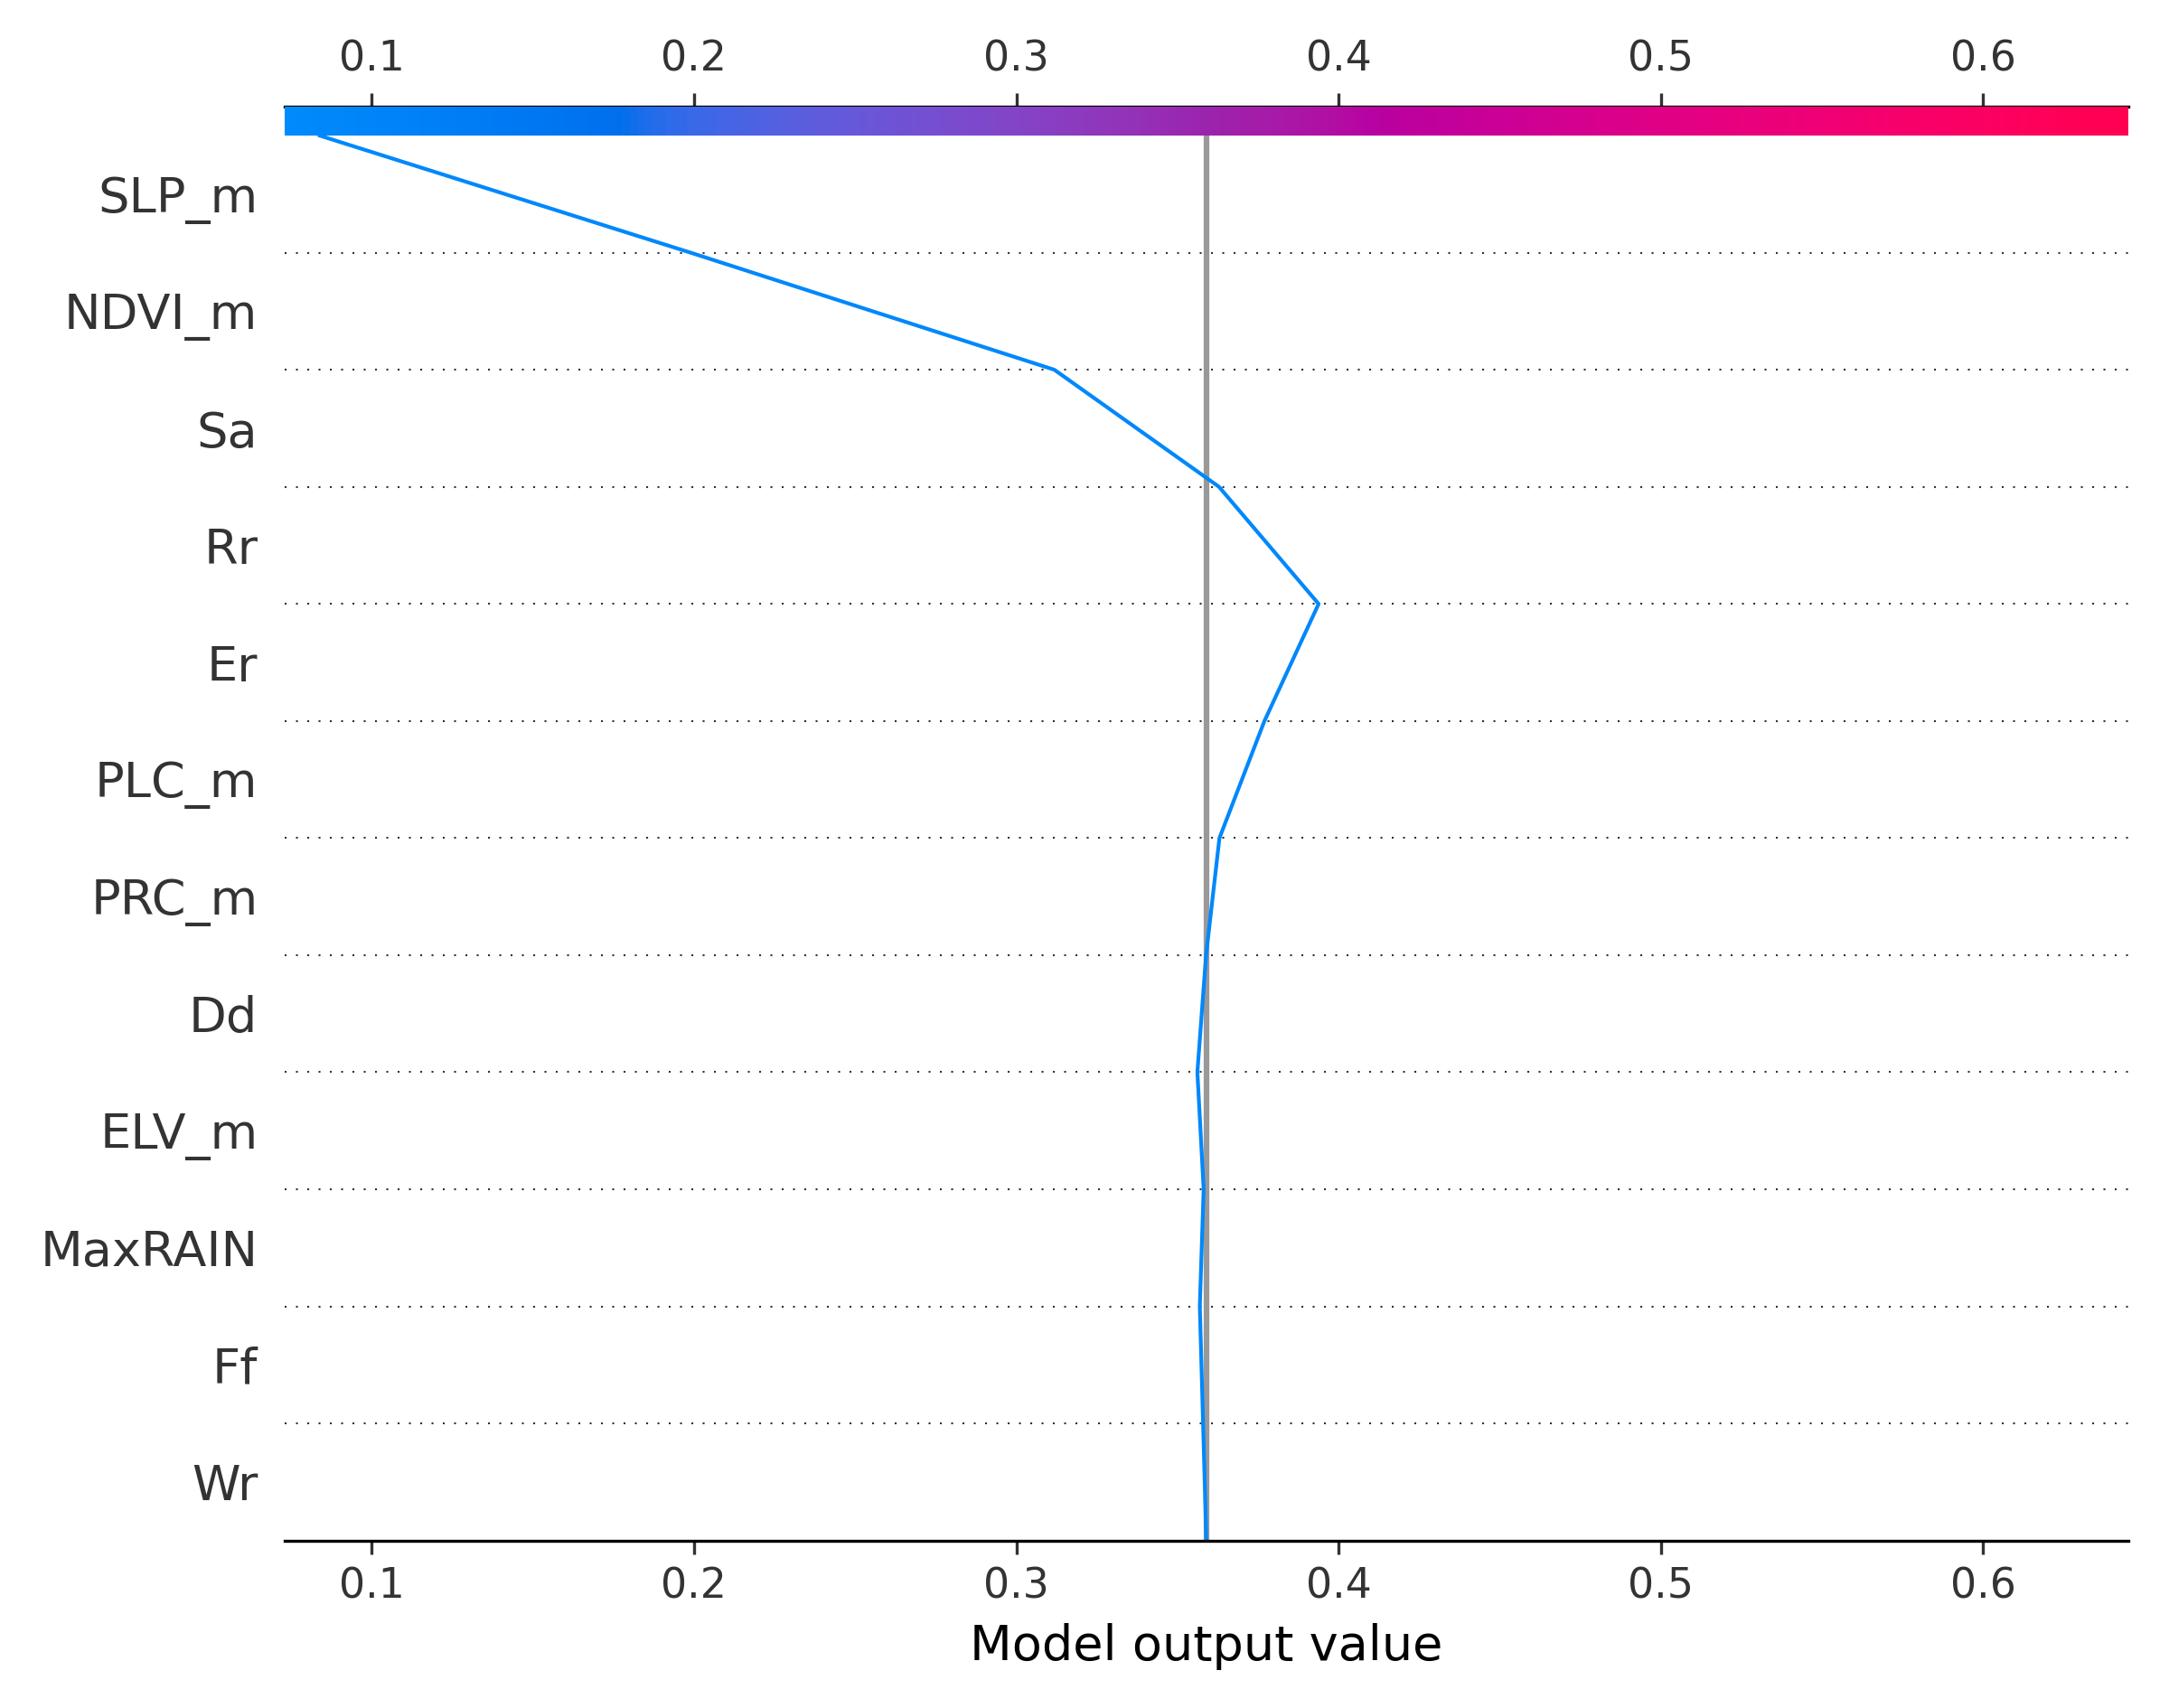 0.1 0.2 0.3 0.4 0.5 0.6
SLP_m
NDVI_m
Sa
Rr
Er
PLC_m
PRC_m
Dd
ELV_m
MaxRAIN
Ff
Wr
0.1 0.2 0.3 0.4 0.5 0.6
Model output value